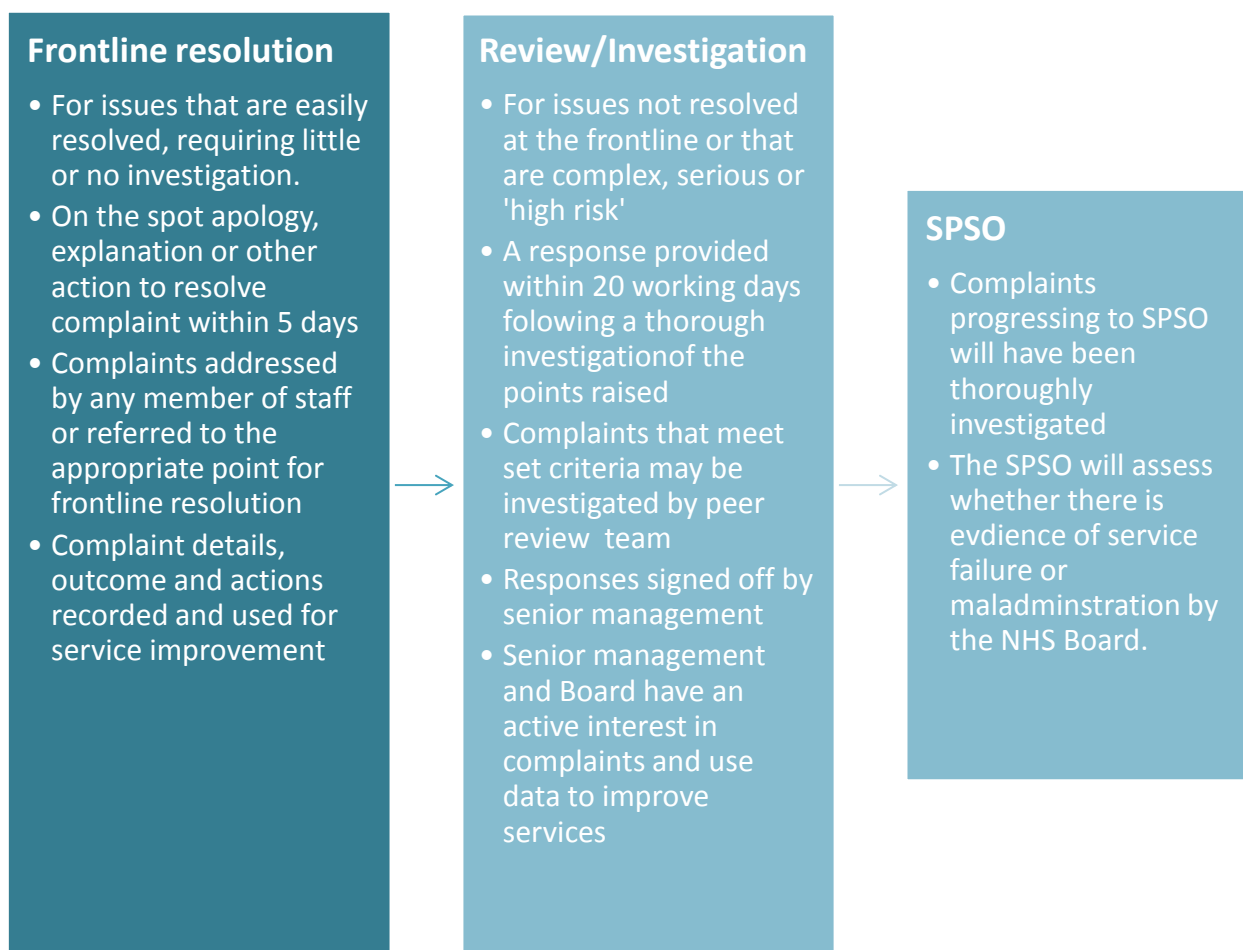 Frontline resolution
• For issues that are easily
resolved, requiring little
or no investigation.
• On the spot apology,
explanation or other
action to resolve
complaint within 5 days
• Complaints addressed
by any member of staff
or referred to the
appropriate point for
frontline resolution
• Complaint details,
outcome and actions
recorded and used for
service improvement
Review/Investigation
• For issues not resolved
at the frontline or that
are complex, serious or
'high risk'
• A response provided
within 20 working days
folowing a thorough
investigationof the
points raised
• Complaints that meet
set criteria may be
investigated by peer
review team
• Responses signed off by
senior management
• Senior management
and Board have an
active interest in
complaints and use
data to improve
services
SPSO
• Complaints
progressing to SPSO
will have been
thoroughly
investigated
• The SPSO will assess
whether there is
evdience of service
failure or
maladminstration by
the NHS Board.